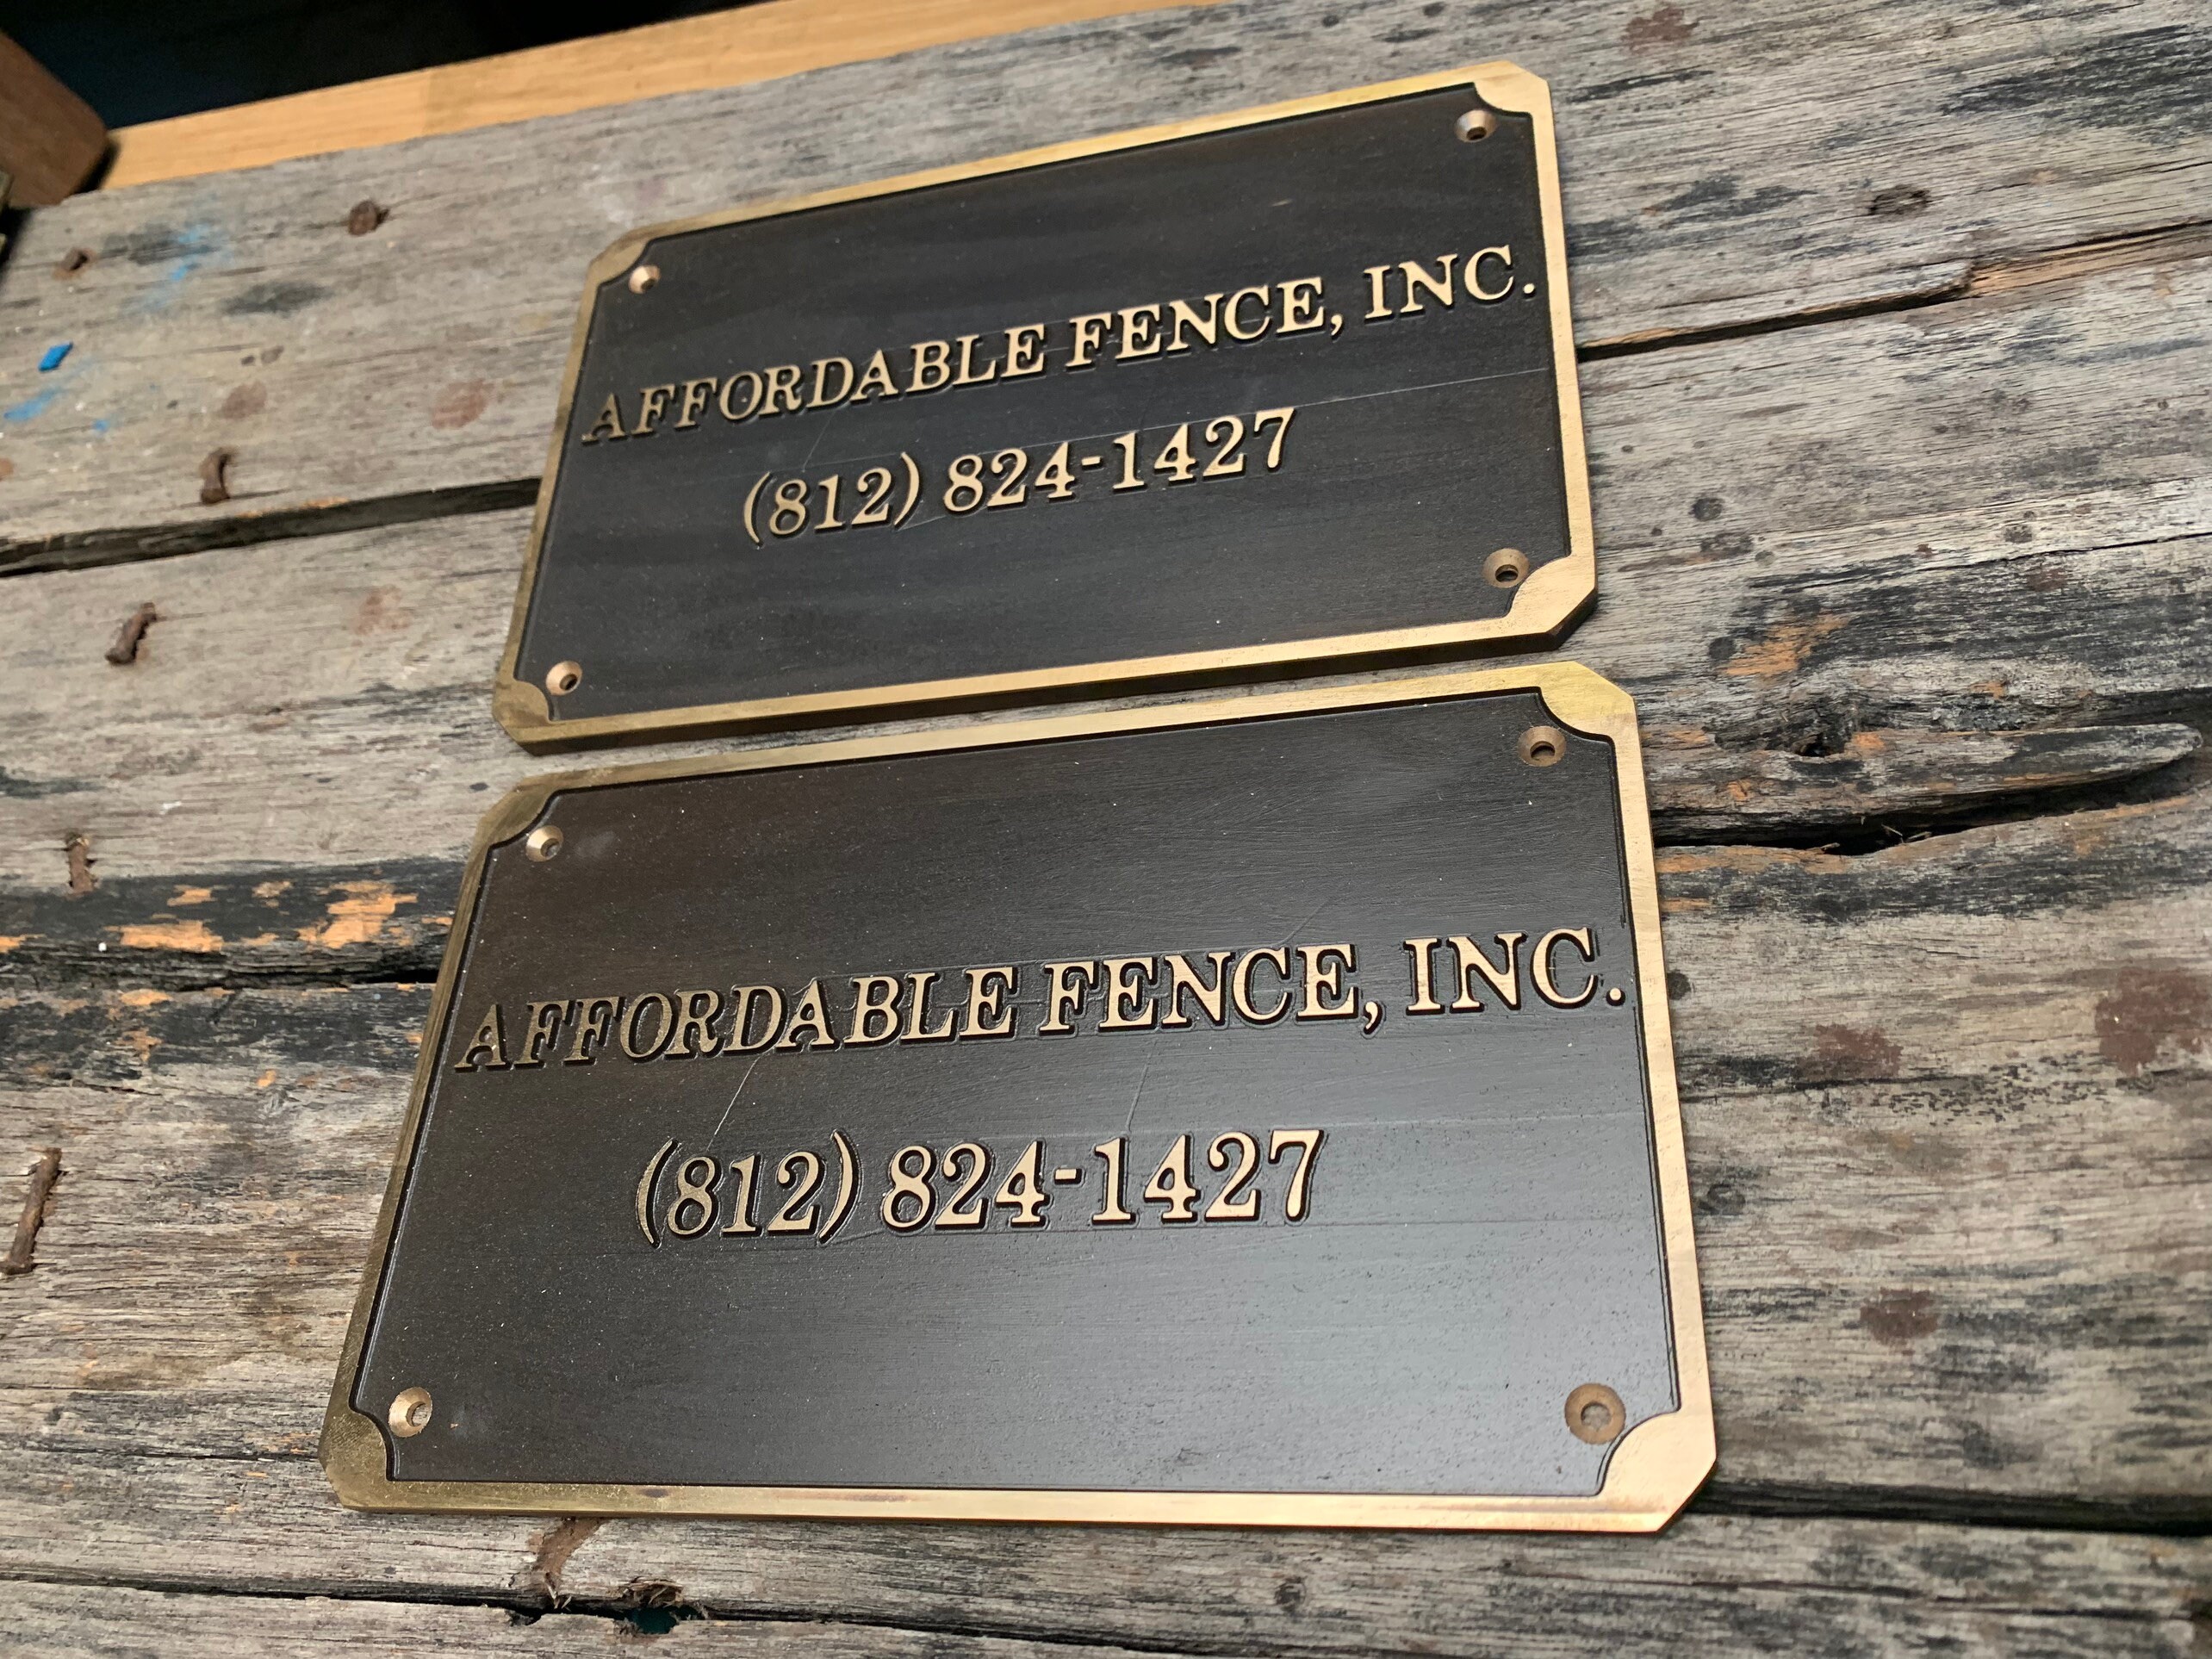 AFFORDABLE FENCE, INC.
(812) 824-1427
AFFORDABLE FENCE, INC.
(812) 824-1427